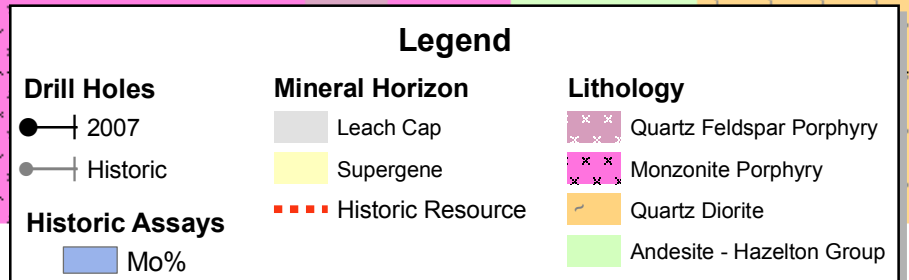 Legend
Drill Holes
2007
Historic
Historic Assays
Mo%
Mineral Horizon
Leach Cap
Supergene
Historic Resource
Lithology
Quartz Feldspar Porphyry
Monzonite Porphyry
Quartz Diorite
Andesite - Hazelton Group